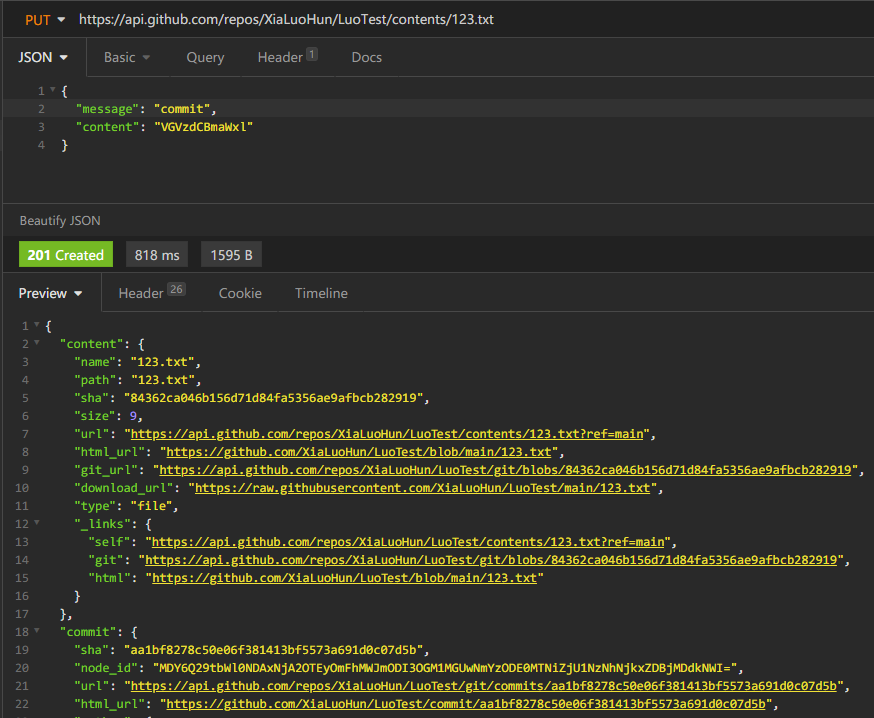 PUT https://api.github.com/repos/XiaLuoHun/LuoTest/contents/123.txt
JSON Basic Query Header 1 Docs
1 {
2 "message": "commit",
3 "content": "VGVzdCBmaWxl"
4 }
Beautify JSON
201 Created 818 ms 1595 B
Preview Header 26 Cookie Timeline
1 {
2 "content": {
3 "name": "123.txt",
4 "path": "123.txt",
5 "sha": "84362ca046b156d71d84fa5356ae9afbcb282919",
6 "size": 9,
7 "url": "https://api.github.com/repos/XiaLuoHun/LuoTest/contents/123.txt?ref=main",
8 "html_url": "https://github.com/XiaLuoHun/LuoTest/blob/main/123.txt",
9 "git_url": "https://api.github.com/repos/XiaLuoHun/LuoTest/git/blobs/84362ca046b156d71d84fa5356ae9afbcb282919",
10 "download_url": "https://raw.githubusercontent.com/XiaLuoHun/LuoTest/main/123.txt",
11 "type": "file",
12 "_links": {
13 "self": "https://api.github.com/repos/XiaLuoHun/LuoTest/contents/123.txt?ref=main",
14 "git": "https://api.github.com/repos/XiaLuoHun/LuoTest/git/blobs/84362ca046b156d71d84fa5356ae9afbcb282919",
15 "html": "https://github.com/XiaLuoHun/LuoTest/blob/main/123.txt"
16 }
17 },
18 "commit": {
19 "sha": "aa1bf8278c50e06f381413bf5573a691d0c07d5b",
20 "node_id": "MDY6Q29tbWl0NDAxNjA2OTEyOmFhMWJmODI3OGM1MGUwNmYzODE0MTNiZjU1NzNhNjkxZDBjMDdkNWI=",
21 "url": "https://api.github.com/repos/XiaLuoHun/LuoTest/git/commits/aa1bf8278c50e06f381413bf5573a691d0c07d5b",
22 "html_url": "https://github.com/XiaLuoHun/LuoTest/commit/aa1bf8278c50e06f381413bf5573a691d0c07d5b",